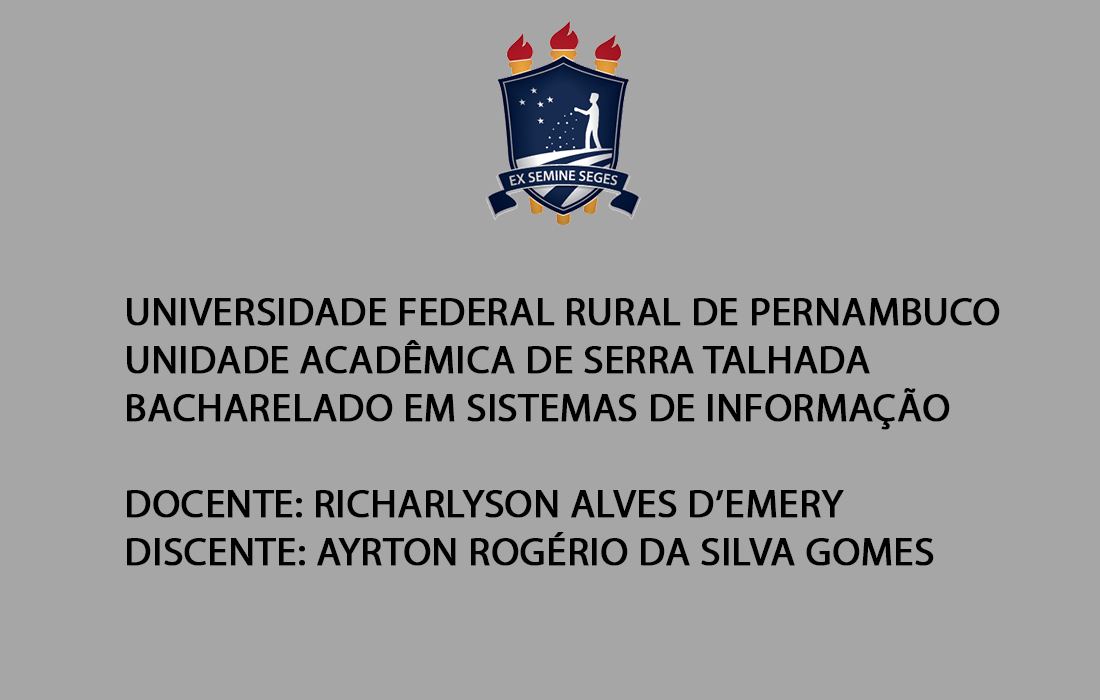 EX SEMINE SEGES
UNIVERSIDADE FEDERAL RURAL DE PERNAMBUCO
UNIDADE ACADÊMICA DE SERRA TALHADA
BACHARELADO EM SISTEMAS DE INFORMAÇÃO
DOCENTE: RICHARLYSON ALVES D’EMERY
DISCENTE: AYRTON ROGÉRIO DA SILVA GOMES